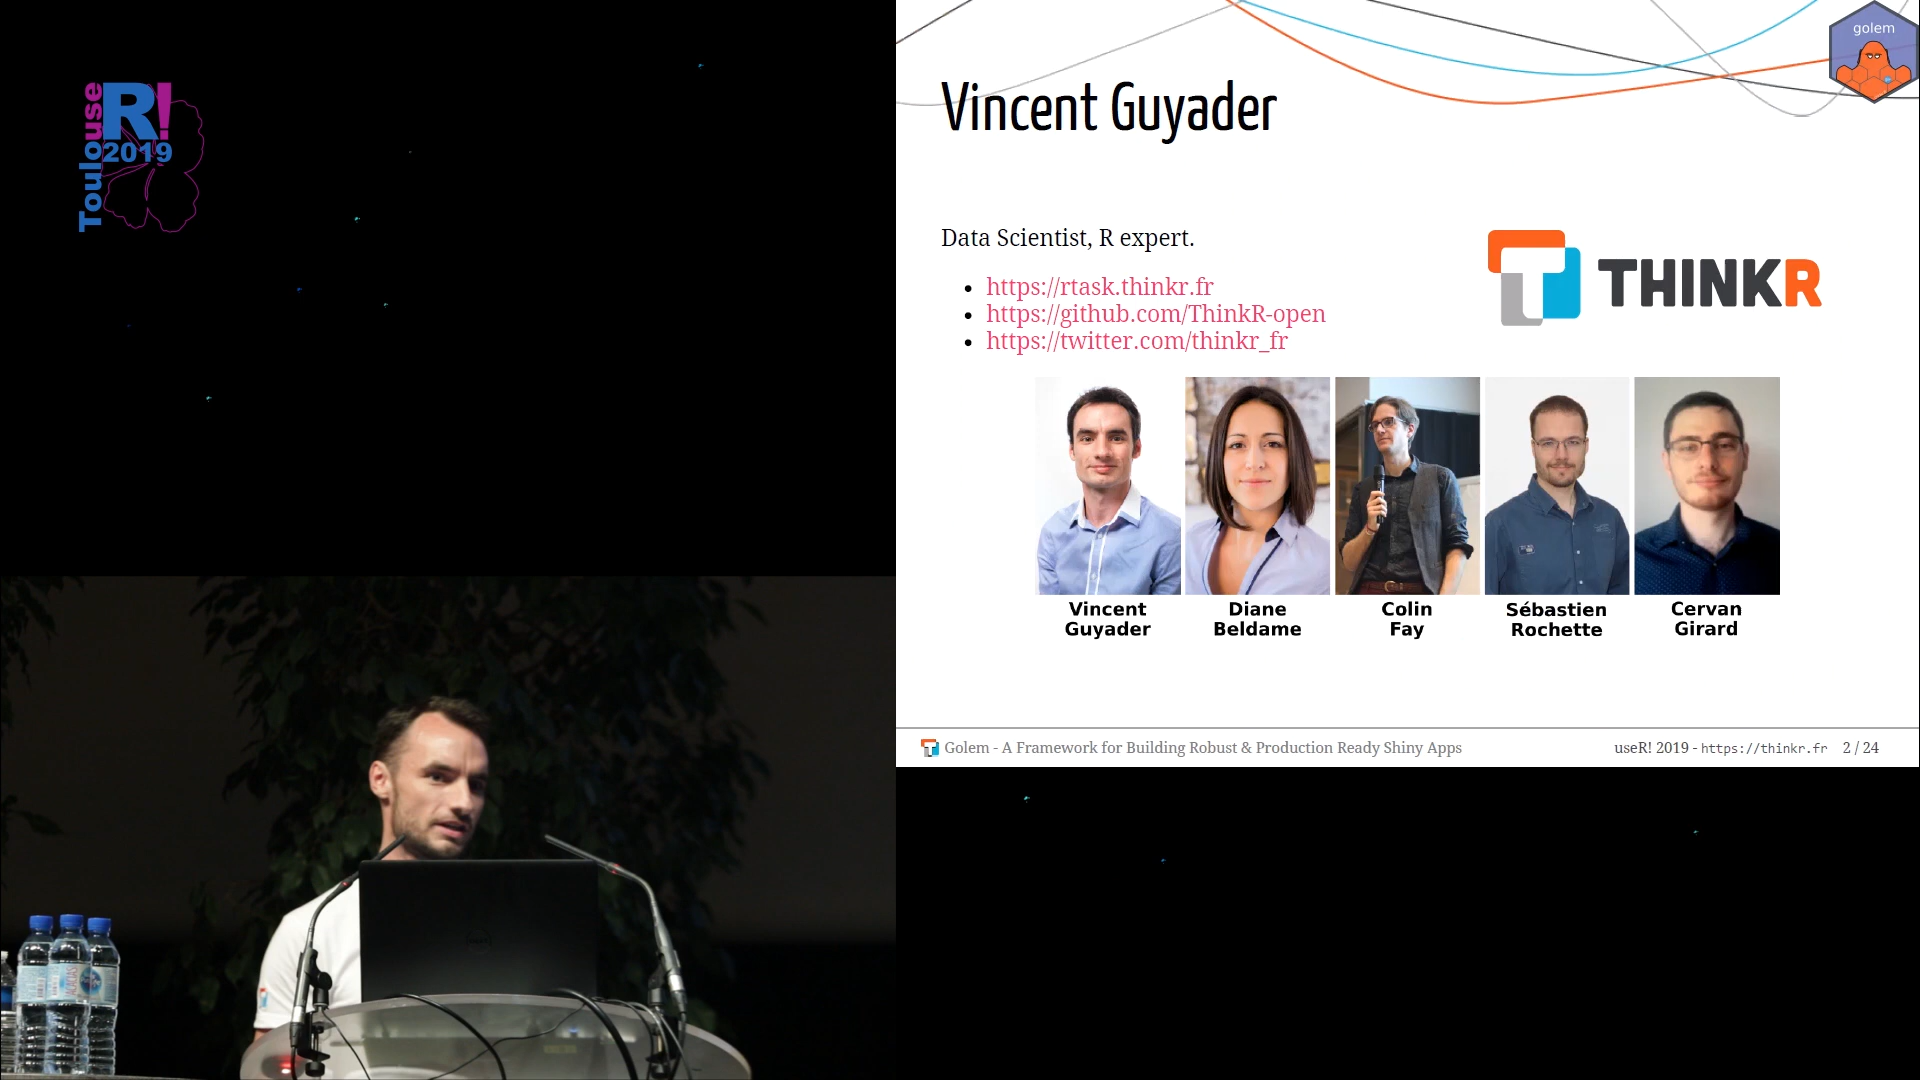 Toulouse
R!
2019
golem
Vincent Guyader
Data Scientist, R expert.
https://rtask.thinkr.fr
https://github.com/ThinkR-open
https://twitter.com/thinkr_fr
THINKR
Vincent
Guyader
Diane
Beldame
Colin
Fay
Sébastien
Rochette
Cervan
Girard
Golem - A Framework for Building Robust & Production Ready Shiny Apps
useR! 2019 - https://thinkr.fr 2 / 24